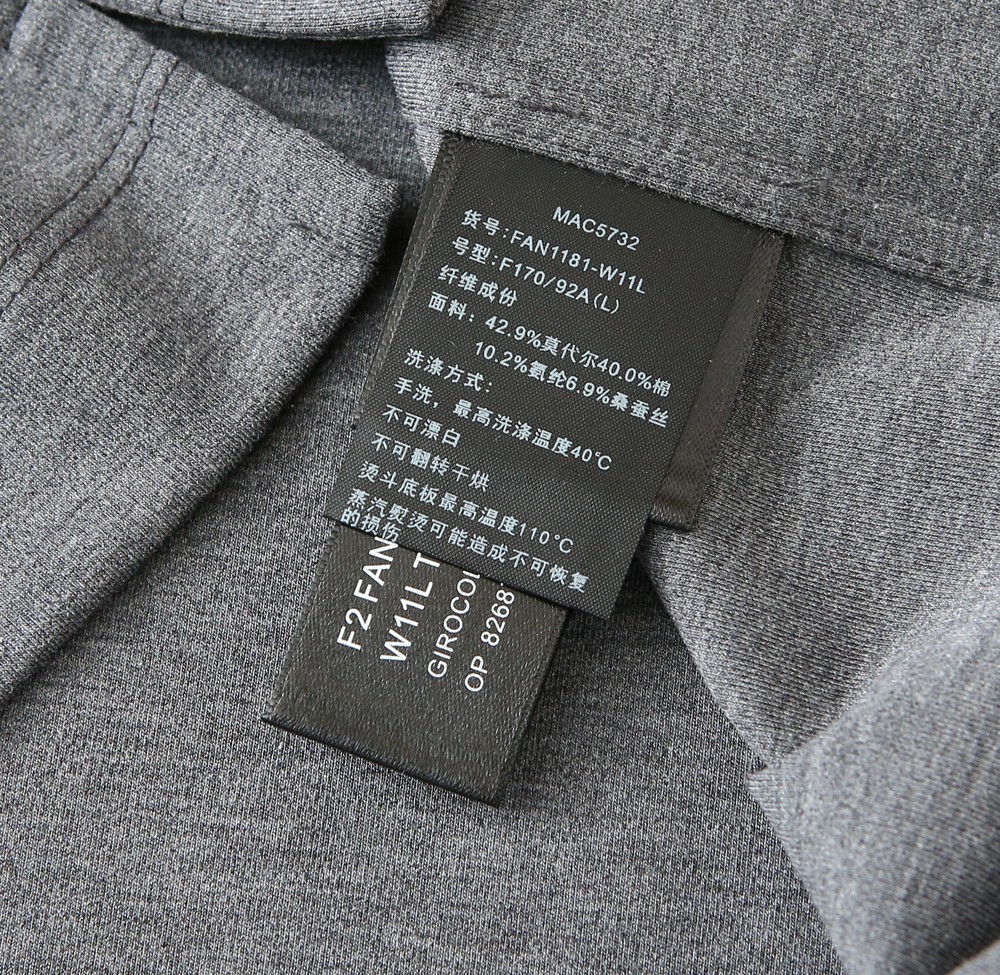 MAC5732
货号:FAN1181-W11L
号型:F170/92A(L)
纤维成份
面料: 42.9%莫代尔40.0%棉
10.2%氨纶6.9%桑蚕丝
洗涤方式:
手洗, 最高洗涤温度40℃
不可漂白
不可翻转干烘
熨斗底板最高温度110℃
蒸汽熨烫可能造成不可恢复
的损伤
F2 FAN
W11L T
GIROCO
OP 8268